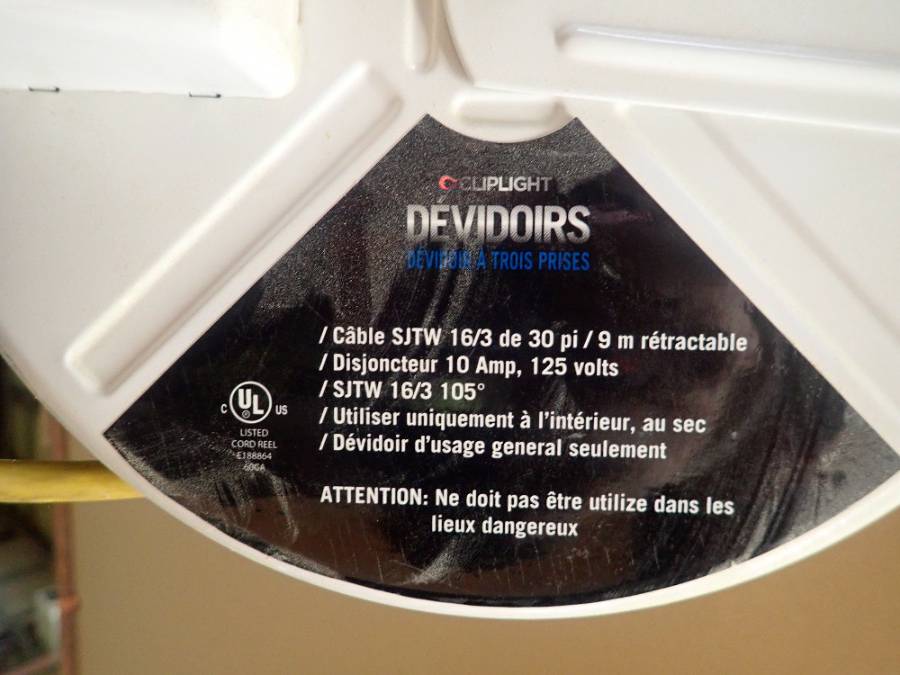 CLIPLIGHT
DÉVIDOIRS
DÉVIDOIR À TROIS PRISES
/ Câble SJTW 16/3 de 30 pi / 9 m rétractable
/ Disjoncteur 10 Amp, 125 volts
/ SJTW 16/3 105°
/ Utiliser uniquement à l'intérieur, au sec
/ Dévidoir d'usage general seulement
C UL ® US
LISTED
CORD REEL
E188864
60GA
ATTENTION: Ne doit pas être utilize dans les
lieux dangereux